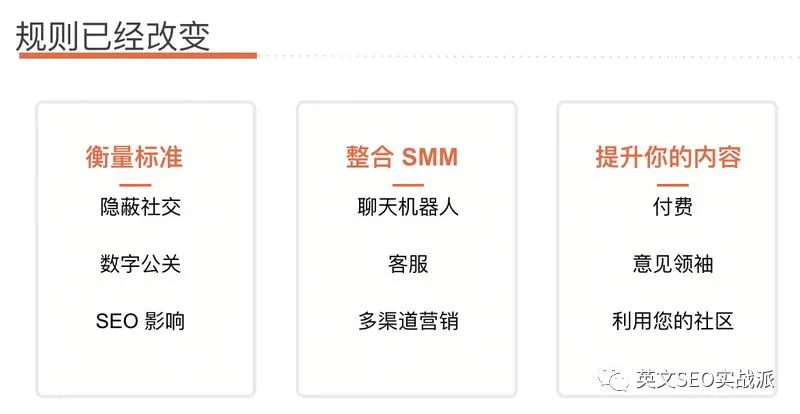 规则已经改变
衡量标准
隐蔽社交
数字公关
SEO 影响
整合 SMM
聊天机器人
客服
多渠道营销
提升你的内容
付费
意见领袖
利用您的社区
英文SEO实战派